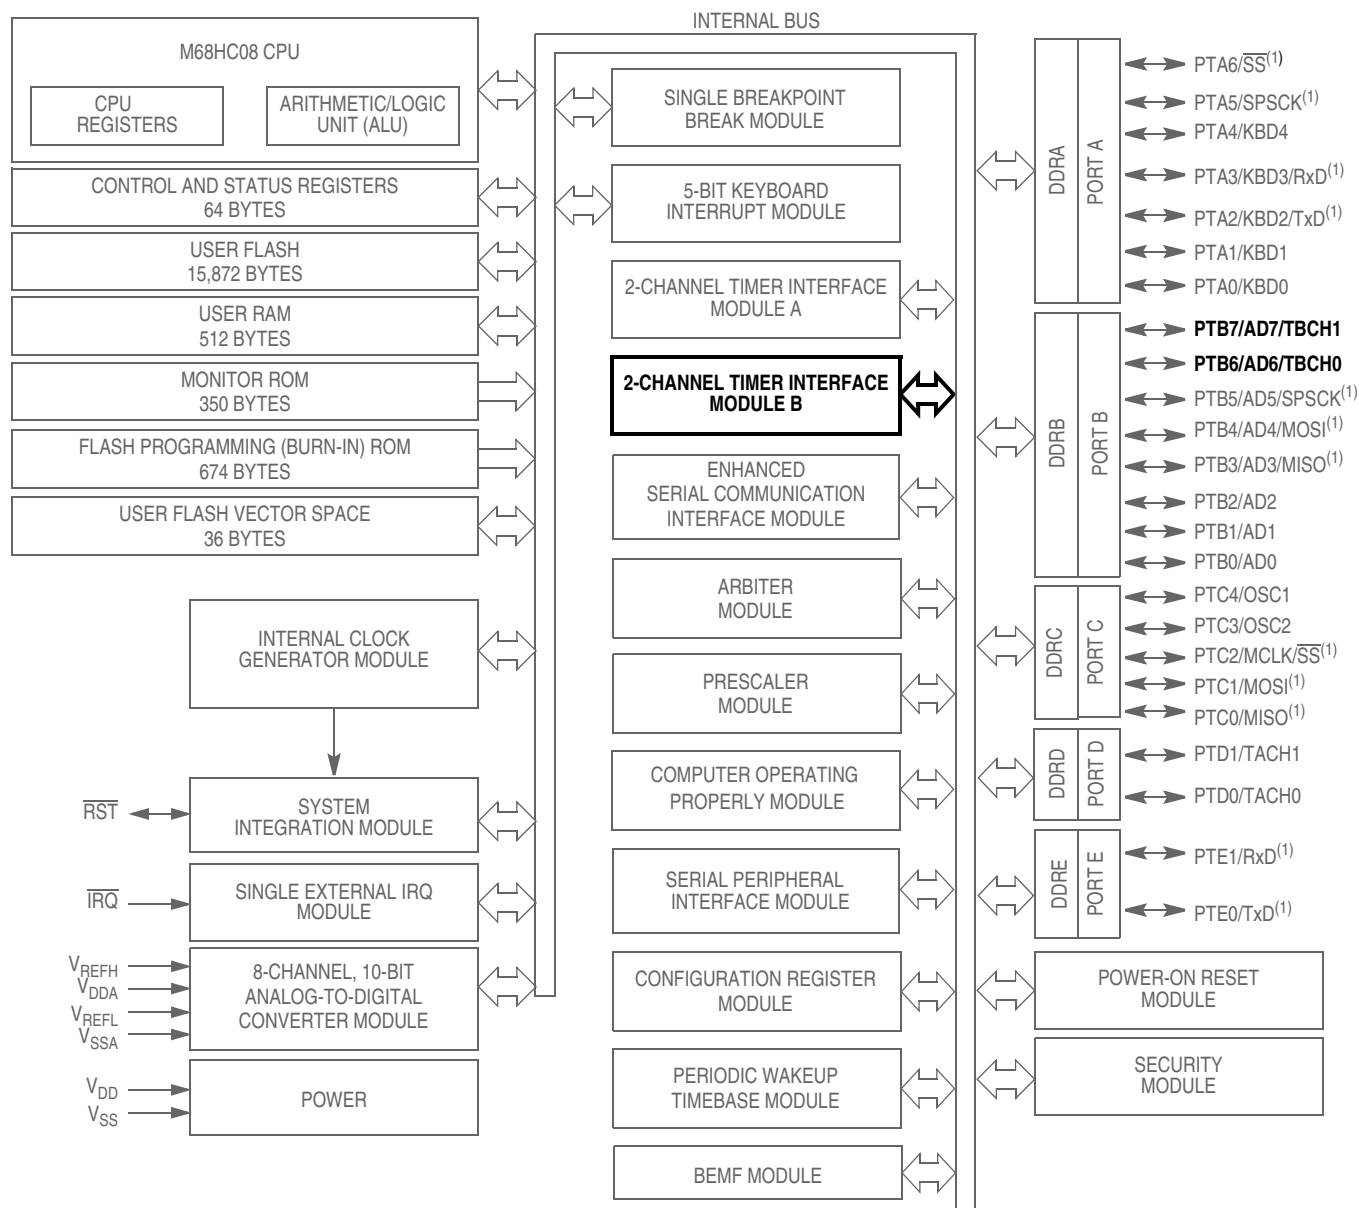 INTERNAL BUS
M68HC08 CPU
CPU
REGISTERS
ARITHMETIC/LOGIC
UNIT (ALU)
CONTROL AND STATUS REGISTERS
64 BYTES
USER FLASH
15,872 BYTES
USER RAM
512 BYTES
MONITOR ROM
350 BYTES
FLASH PROGRAMMING (BURN-IN) ROM
674 BYTES
USER FLASH VECTOR SPACE
36 BYTES
INTERNAL CLOCK
GENERATOR MODULE
RST
SYSTEM
INTEGRATION MODULE
IRQ
SINGLE EXTERNAL IRQ
MODULE
VREFH
VDDA
VREFL
VSSA
8-CHANNEL, 10-BIT
ANALOG-TO-DIGITAL
CONVERTER MODULE
VDD
VSS
POWER
SINGLE BREAKPOINT
BREAK MODULE
5-BIT KEYBOARD
INTERRUPT MODULE
2-CHANNEL TIMER INTERFACE
MODULE A
2-CHANNEL TIMER INTERFACE
MODULE B
ENHANCED
SERIAL COMMUNICATION
INTERFACE MODULE
ARBITER
MODULE
PRESCALER
MODULE
COMPUTER OPERATING
PROPERLY MODULE
SERIAL PERIPHERAL
INTERFACE MODULE
CONFIGURATION REGISTER
MODULE
PERIODIC WAKEUP
TIMEBASE MODULE
BEMF MODULE
DDRA
PORT A
PTA6/SS(1)
PTA5/SPSCK(1)
PTA4/KBD4
PTA3/KBD3/RxD(1)
PTA2/KBD2/TxD(1)
PTA1/KBD1
PTA0/KBD0
DDRB
PORT B
PTB7/AD7/TBCH1
PTB6/AD6/TBCH0
PTB5/AD5/SPSCK(1)
PTB4/AD4/MOSI(1)
PTB3/AD3/MISO(1)
PTB2/AD2
PTB1/AD1
PTB0/AD0
DDRC
PORT C
PTC4/OSC1
PTC3/OSC2
PTC2/MCLK/SS(1)
PTC1/MOSI(1)
PTC0/MISO(1)
DDRD
PORT D
PTD1/TACH1
PTD0/TACH0
DDRE
PORT E
PTE1/RxD(1)
PTE0/TxD(1)
POWER-ON RESET
MODULE
SECURITY
MODULE